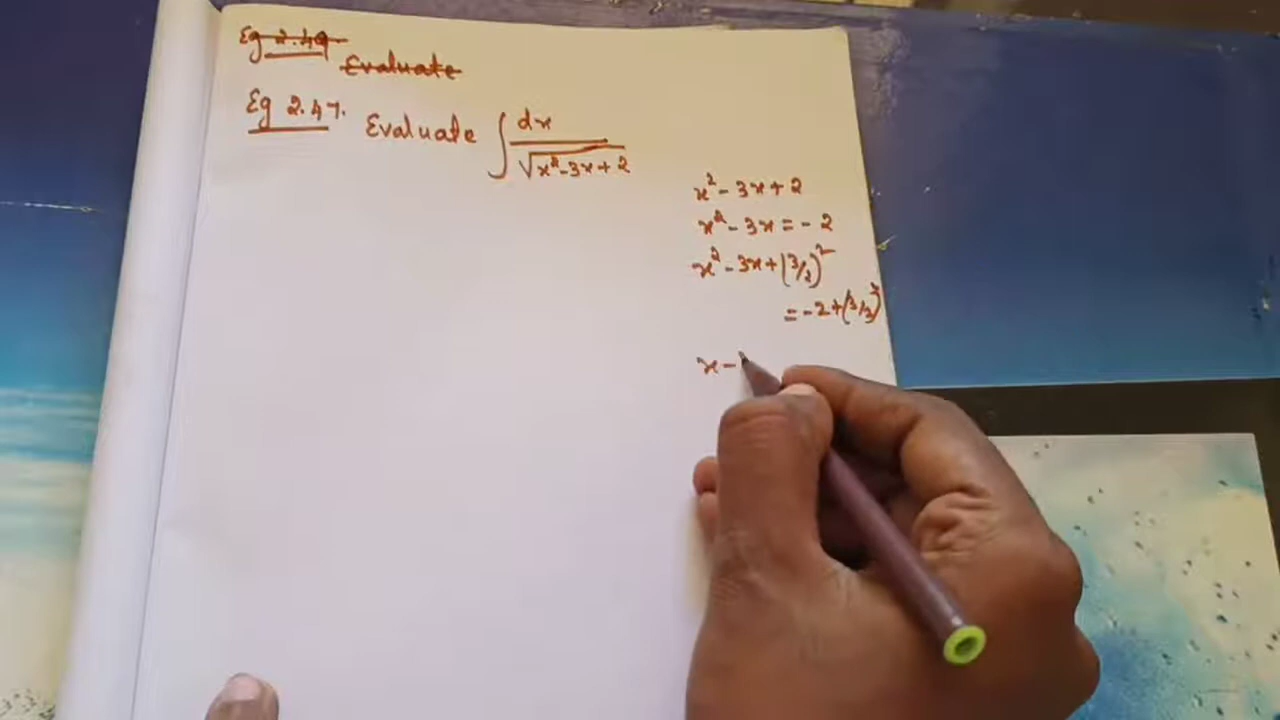 Eg 2.49
Evaluate
Eg 2.47. Evaluate ∫ dx / √x²-3x+2
x² - 3x + 2
x² - 3x = - 2
x² - 3x + (3/2)²
= -2 + (3/2)²
x -